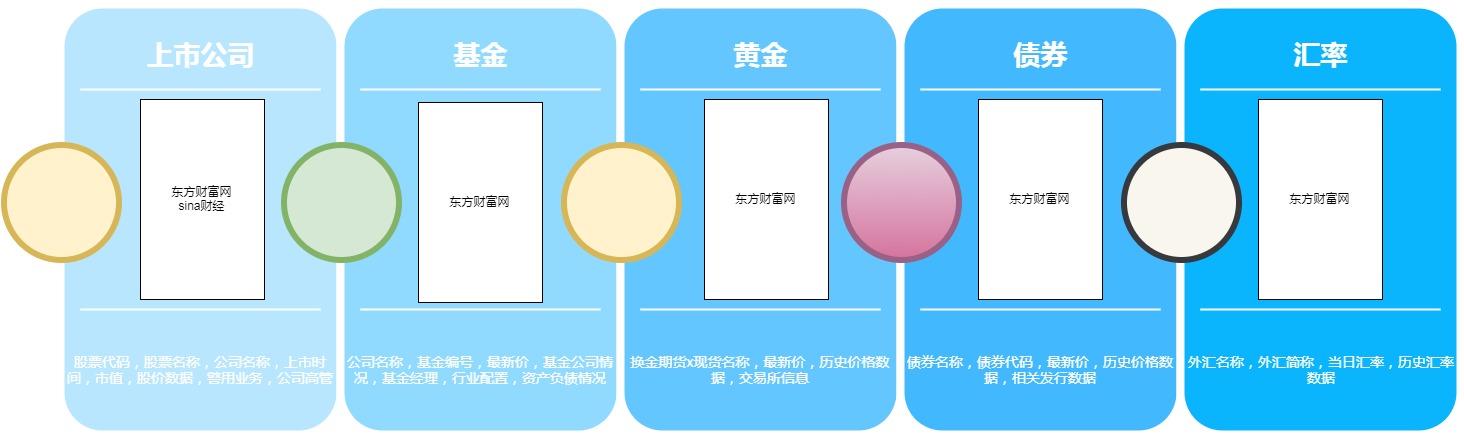 上市公司
东方财富网
sina财经
股票代码，股票名称，公司名称，上市时
间，市值，股价数据，警用业务，公司高管
基金
东方财富网
公司名称，基金编号，最新价，基金公司情
况，基金经理，行业配置，资产负债情况
黄金
东方财富网
换金期货x现货名称，最新价，历史价格数
据，交易所信息
债券
东方财富网
债券名称，债券代码，最新价，历史价格数
据，相关发行数据
汇率
东方财富网
外汇名称，外汇简称，当日汇率，历史汇率
数据